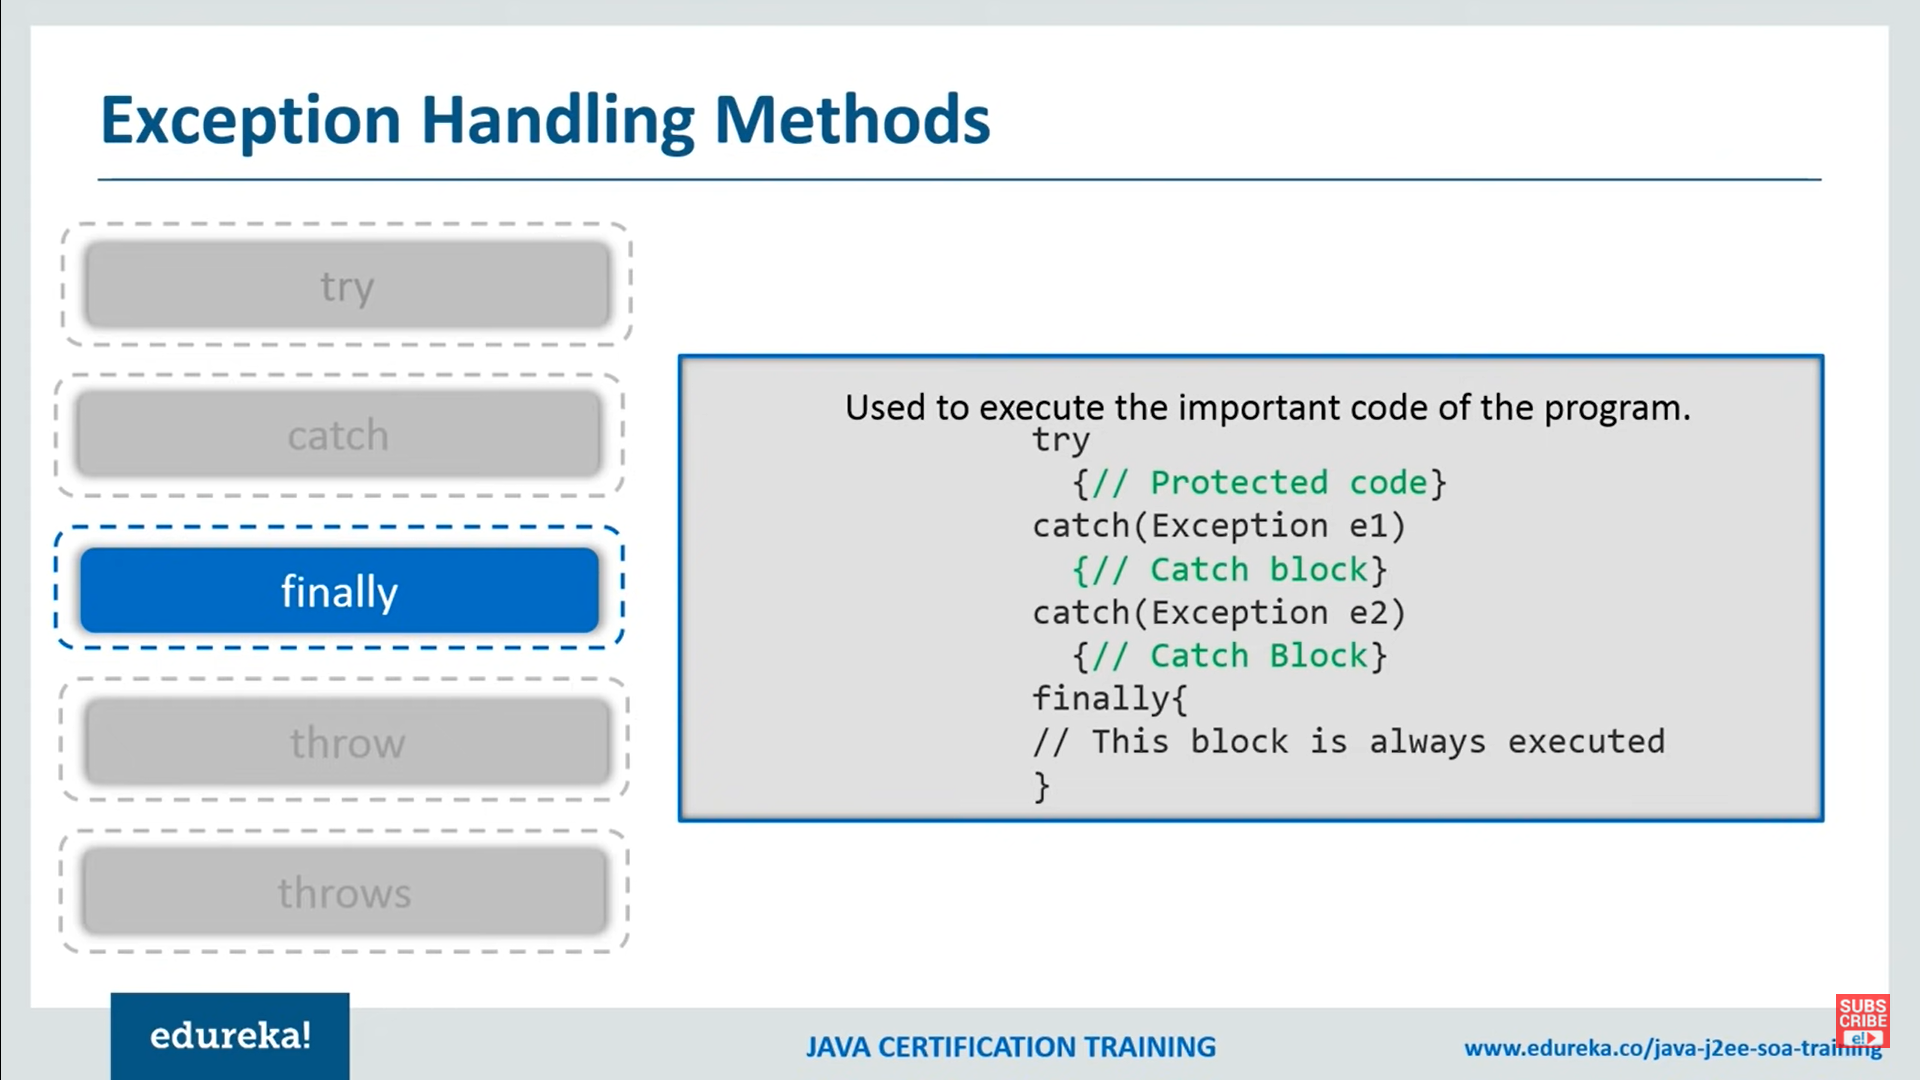 Exception Handling Methods
try
catch
finally
throw
throws
Used to execute the important code of the program.
try
{// Protected code}
catch(Exception e1)
{// Catch block}
catch(Exception e2)
{// Catch Block}
finally{
// This block is always executed
}
edureka!
JAVA CERTIFICATION TRAINING
www.edureka.co/java-j2ee-soa-training
SUBS
CRIBE
e!